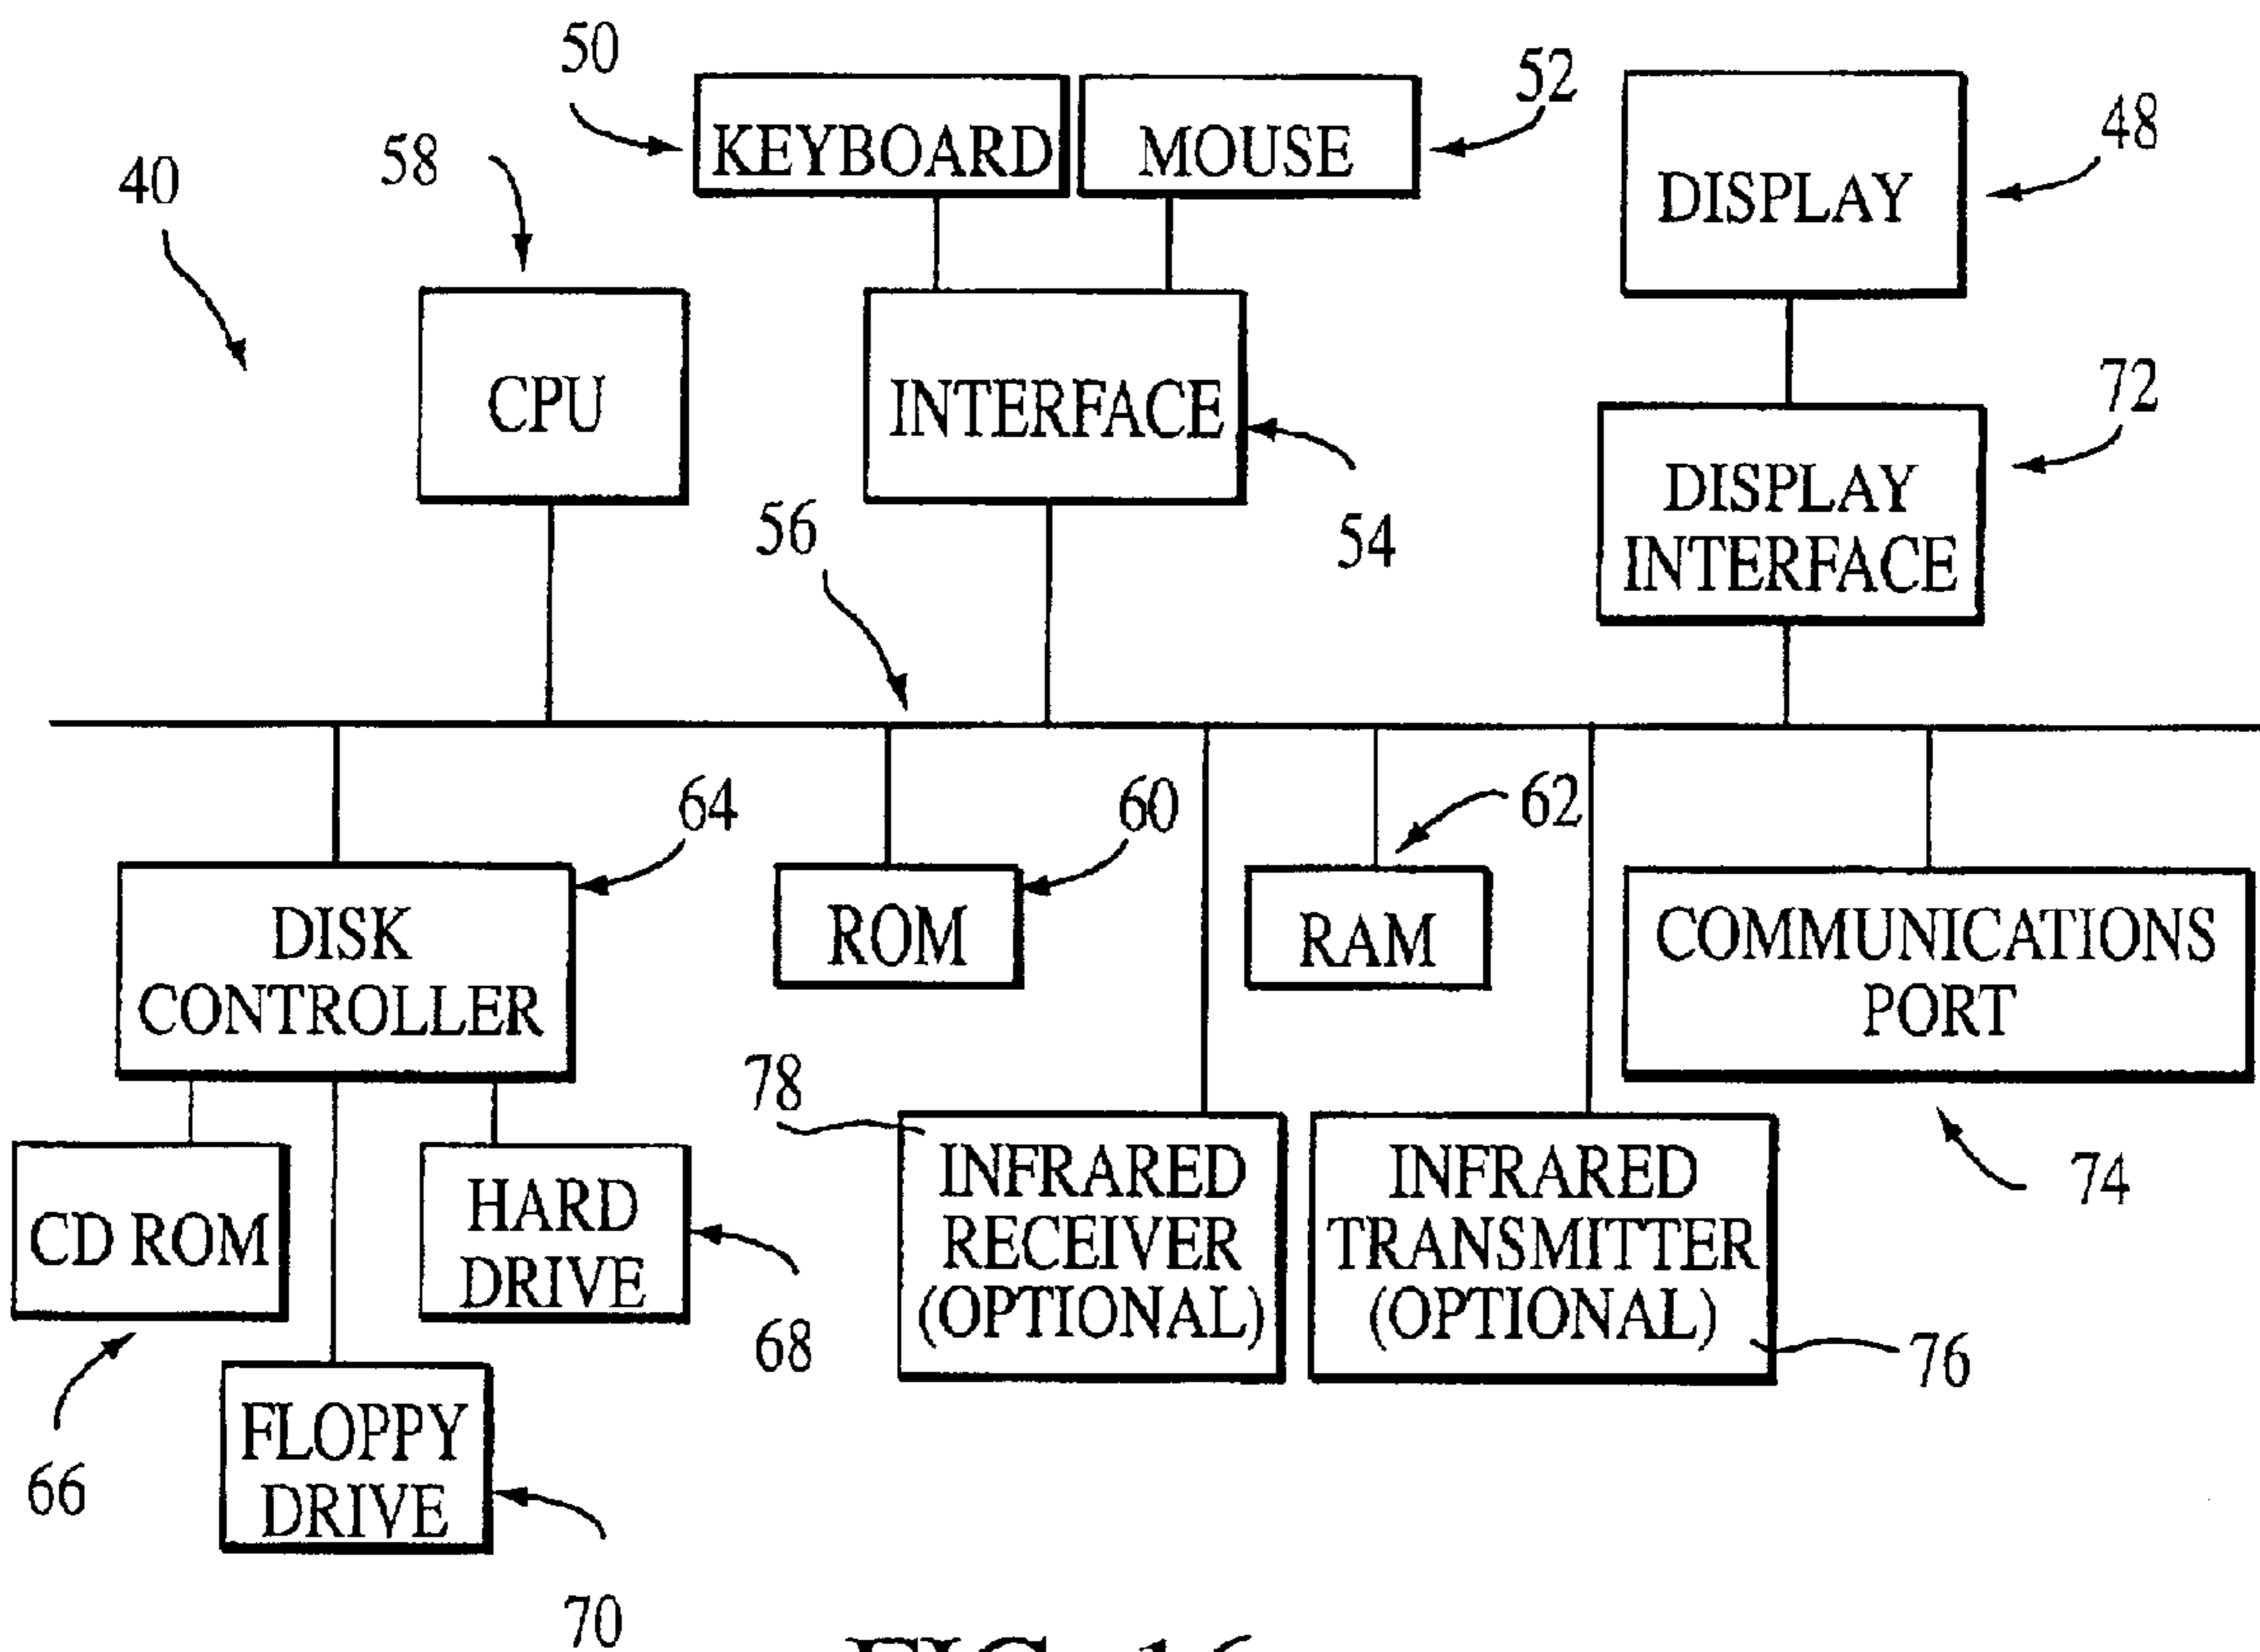 50
KEYBOARD
MOUSE
52
DISPLAY
48
40
58
CPU
INTERFACE
54
72
DISPLAY
INTERFACE
56
64
DISK
CONTROLLER
60
ROM
62
RAM
COMMUNICATIONS
PORT
74
CD ROM
66
HARD
DRIVE
68
FLOPPY
DRIVE
70
78
INFRARED
RECEIVER
(OPTIONAL)
INFRARED
TRANSMITTER
(OPTIONAL)
76